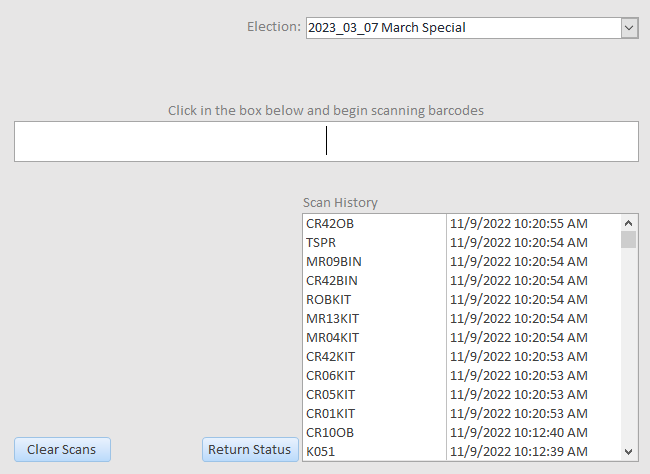 Election: 2023_03_07 March Special
Click in the box below and begin scanning barcodes
Scan History
CR42OB 11/9/2022 10:20:55 AM
TSPR 11/9/2022 10:20:54 AM
MR09BIN 11/9/2022 10:20:54 AM
CR42BIN 11/9/2022 10:20:54 AM
ROBKIT 11/9/2022 10:20:54 AM
MR13KIT 11/9/2022 10:20:54 AM
MR04KIT 11/9/2022 10:20:54 AM
CR42KIT 11/9/2022 10:20:53 AM
CR06KIT 11/9/2022 10:20:53 AM
CR05KIT 11/9/2022 10:20:53 AM
CR01KIT 11/9/2022 10:20:53 AM
CR10OB 11/9/2022 10:12:40 AM
K051 11/9/2022 10:12:39 AM
Clear Scans Return Status